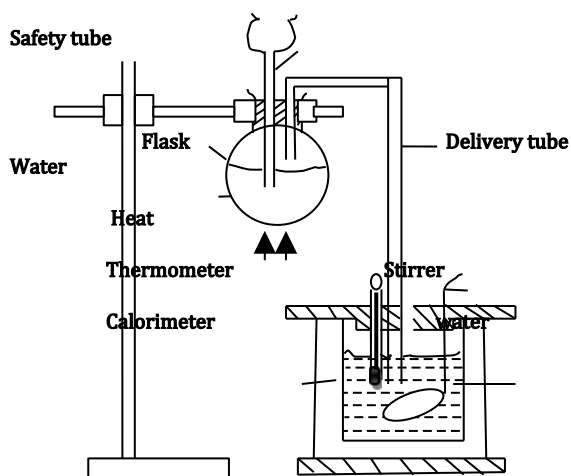 Safety tube
Flask
Delivery tube
Water
Heat
Thermometer
Stirrer
Calorimeter
water